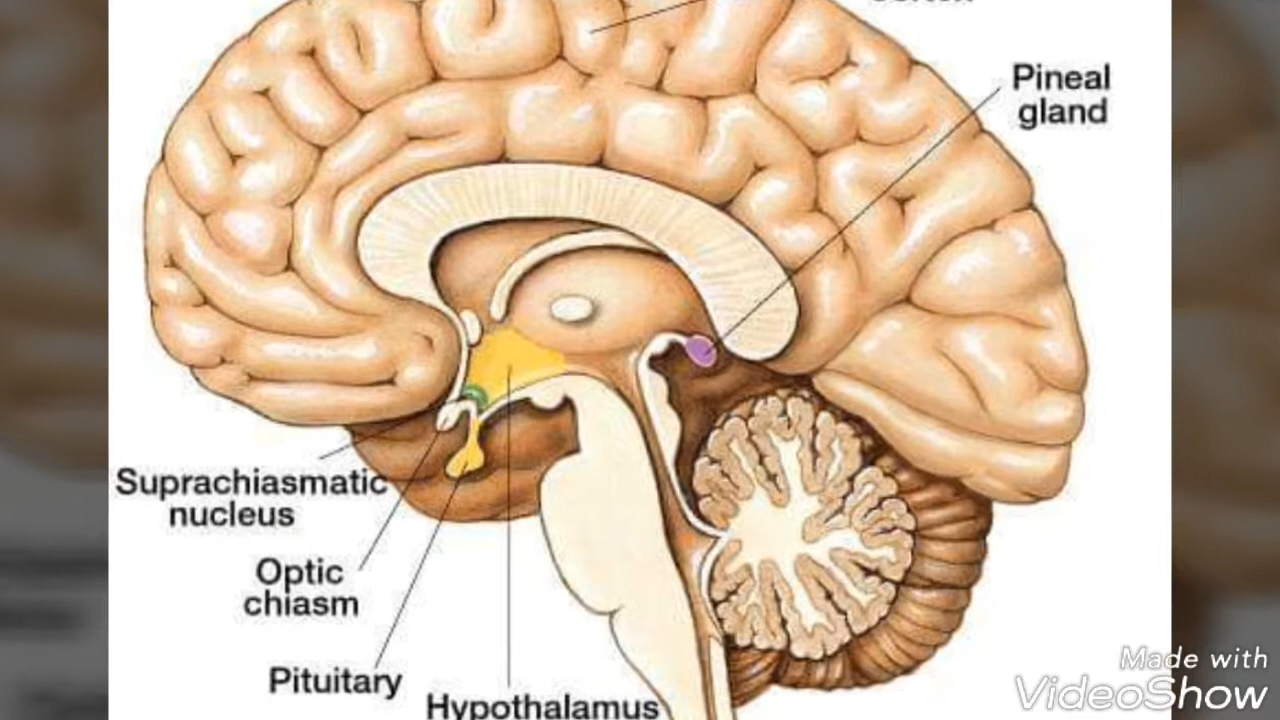 Pineal
gland
Suprachiasmatic
nucleus
Optic
chiasm
Pituitary
Hypothalamus
Made with
VideoShow